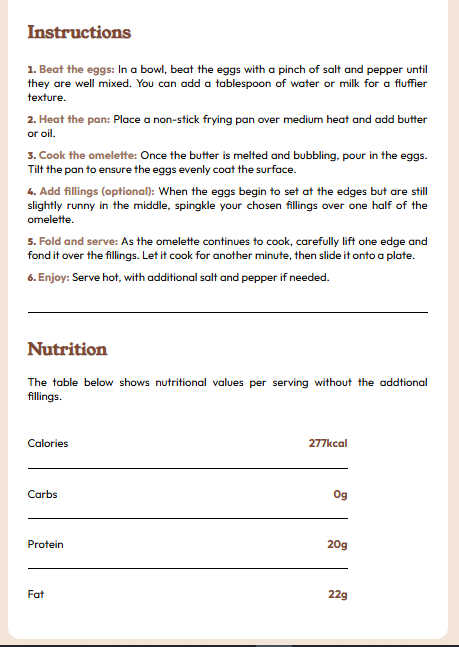 Instructions
1. Beat the eggs: In a bowl, beat the eggs with a pinch of salt and pepper until
they are well mixed. You can add a tablespoon of water or milk for a fluffier
texture.
2. Heat the pan: Place a non-stick frying pan over medium heat and add butter
or oil.
3. Cook the omelette: Once the butter is melted and bubbling, pour in the eggs.
Tilt the pan to ensure the eggs evenly coat the surface.
4. Add fillings (optional): When the eggs begin to set at the edges but are still
slightly runny in the middle, spingkle your chosen fillings over one half of the
omelette.
5. Fold and serve: As the omelette continues to cook, carefully lift one edge and
fond it over the fillings. Let it cook for another minute, then slide it onto a plate.
6. Enjoy: Serve hot, with additional salt and pepper if needed.
Nutrition
The table below shows nutritional values per serving without the addtional
fillings.
Calories 277kcal
Carbs 0g
Protein 20g
Fat 22g